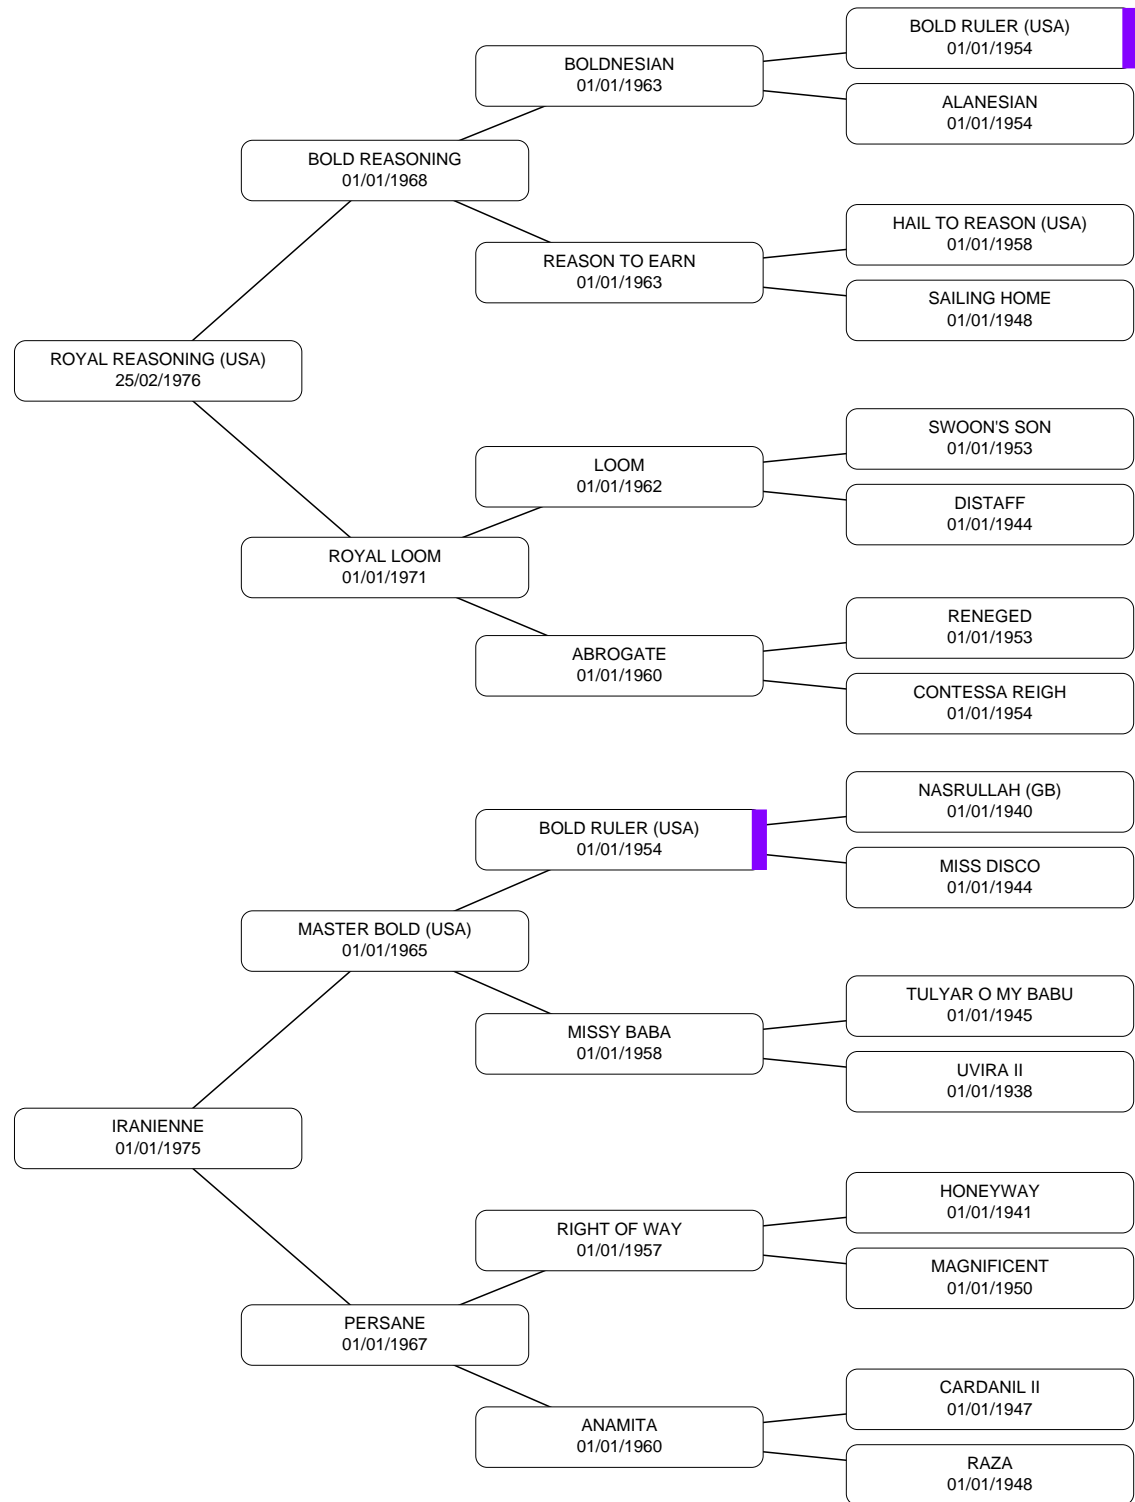 BOLD RULER (USA)
01/01/1954
BOLDNESIAN
01/01/1963
ALANESIAN
01/01/1954
BOLD REASONING
01/01/1968
HAIL TO REASON (USA)
01/01/1958
REASON TO EARN
01/01/1963
SAILING HOME
01/01/1948
ROYAL REASONING (USA)
25/02/1976
SWOON'S SON
01/01/1953
LOOM
01/01/1962
DISTAFF
01/01/1944
ROYAL LOOM
01/01/1971
RENEGED
01/01/1953
ABROGATE
01/01/1960
CONTESSA REIGH
01/01/1954
NASRULLAH (GB)
01/01/1940
BOLD RULER (USA)
01/01/1954
MISS DISCO
01/01/1944
MASTER BOLD (USA)
01/01/1965
TULYAR O MY BABU
01/01/1945
MISSY BABA
01/01/1958
UVIRA II
01/01/1938
IRANIENNE
01/01/1975
HONEYWAY
01/01/1941
RIGHT OF WAY
01/01/1957
MAGNIFICENT
01/01/1950
PERSANE
01/01/1967
CARDANIL II
01/01/1947
ANAMITA
01/01/1960
RAZA
01/01/1948